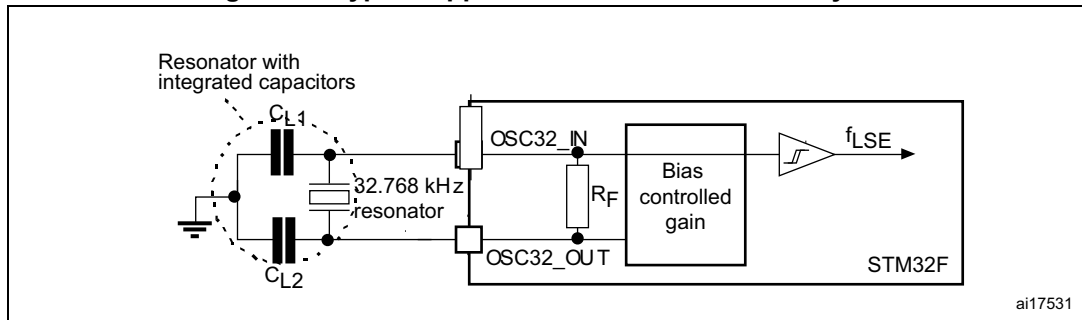 Resonator with
integrated capacitors
CL1
OSC32_IN
fLSE
32.768 kHz
resonator
RF
Bias
controlled
gain
OSC32_OUT
CL2
STM32F
ai17531